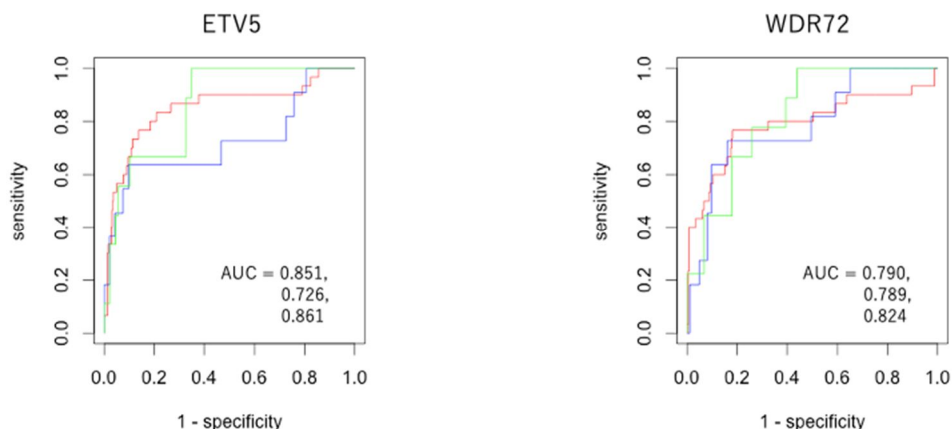 ETV5
WDR72
sensitivity
1.0
0.8
0.6
0.4
0.2
0.0
AUC = 0.851,
0.726,
0.861
0.0 0.2 0.4 0.6 0.8 1.0
1 - specificity
sensitivity
1.0
0.8
0.6
0.4
0.2
0.0
AUC = 0.790,
0.789,
0.824
0.0 0.2 0.4 0.6 0.8 1.0
1 - specificity